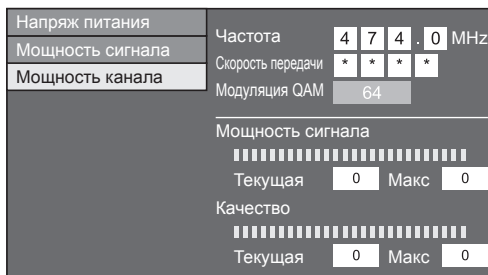 Напряж питания
Мощность сигнала
Мощность канала
Частота 4 7 4 . 0 MHz
Скорость передачи * * * *
Модуляция QAM 64
Мощность сигнала
Текущая 0 Макс 0
Качество
Текущая 0 Макс 0